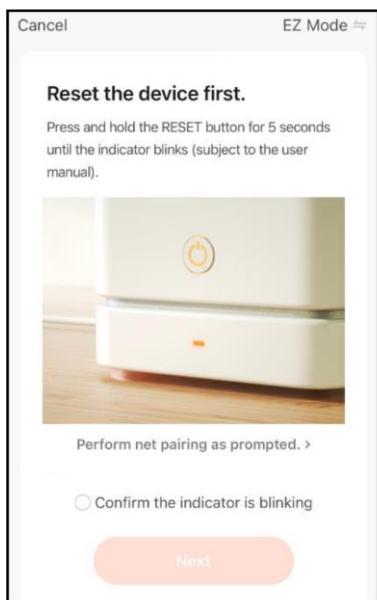 Cancel
EZ Mode
Reset the device first.
Press and hold the RESET button for 5 seconds
until the indicator blinks (subject to the user
manual).
Perform net pairing as prompted. >
Confirm the indicator is blinking
Next